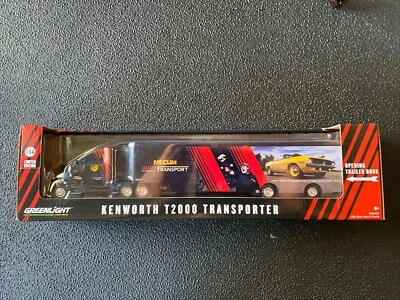 1:64
LIMITED
EDITION
MECUM
AUTO TRANSPORT
OPENING
TRAILER DOOR
GREENLIGHT
KENWORTH T2000 TRANSPORTER